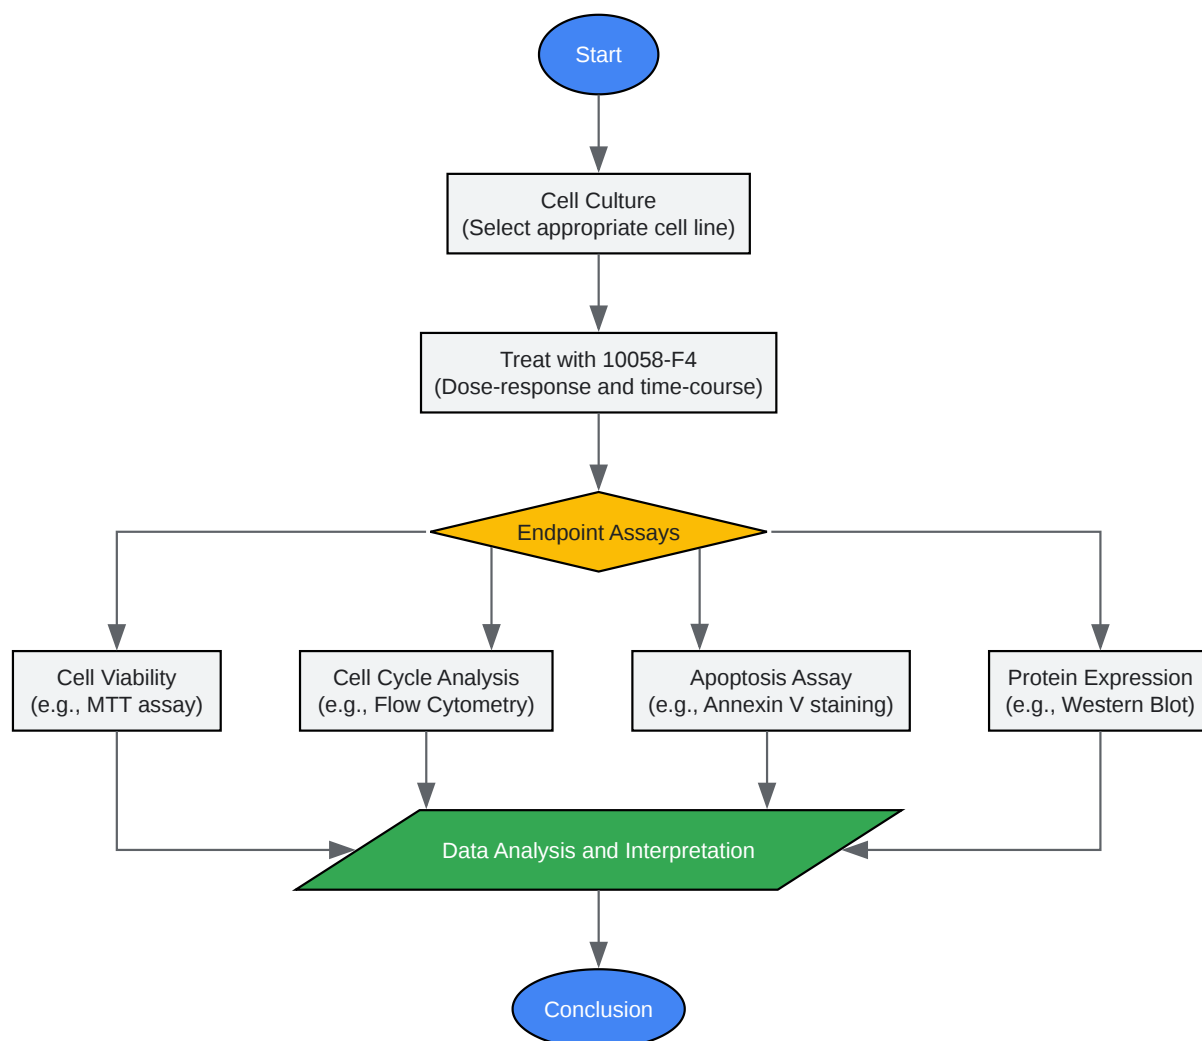 Start
Cell Culture
(Select appropriate cell line)
Treat with 10058-F4
(Dose-response and time-course)
Endpoint Assays
Cell Viability
(e.g., MTT assay)
Cell Cycle Analysis
(e.g., Flow Cytometry)
Apoptosis Assay
(e.g., Annexin V staining)
Protein Expression
(e.g., Western Blot)
Data Analysis and Interpretation
Conclusion